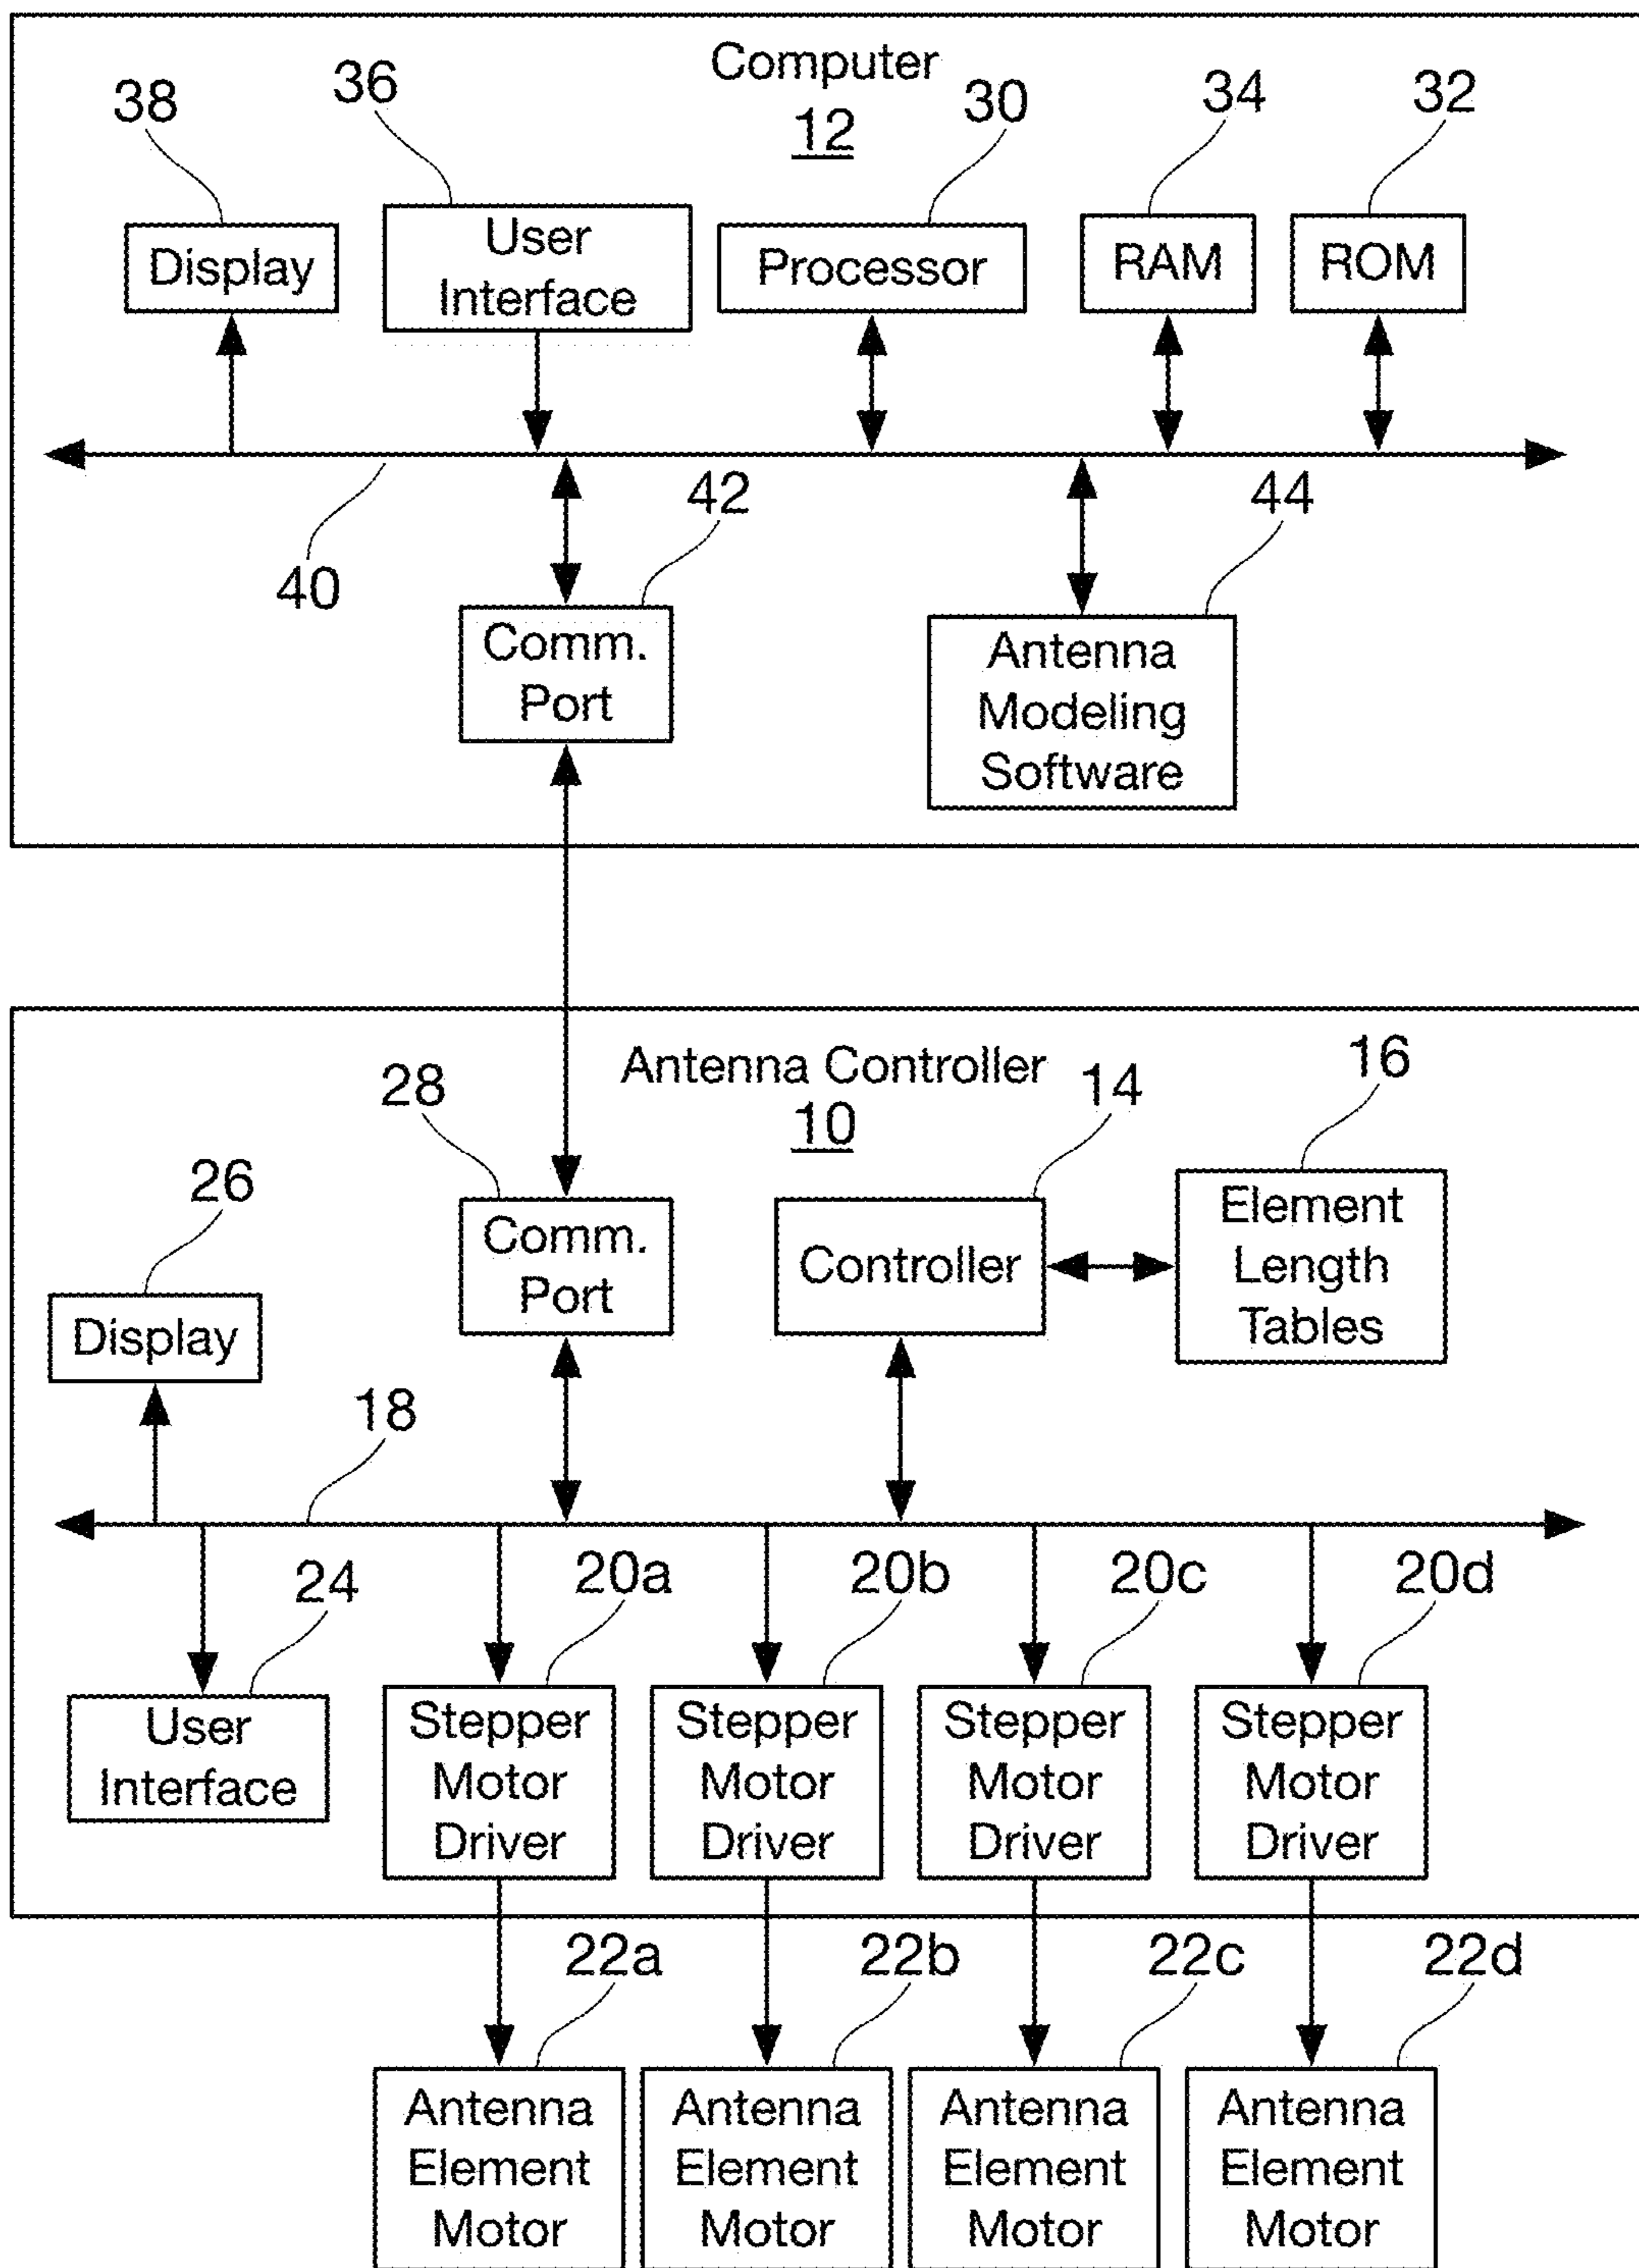 Computer
12
38
36
30
34
32
Display
User
Interface
Processor
RAM
ROM
40
42
44
Comm.
Port
Antenna
Modeling
Software
Antenna Controller
10
28
14
16
26
Comm.
Port
Controller
Element
Length
Tables
Display
18
24
20a
20b
20c
20d
User
Interface
Stepper
Motor
Driver
Stepper
Motor
Driver
Stepper
Motor
Driver
Stepper
Motor
Driver
22a
22b
22c
22d
Antenna
Element
Motor
Antenna
Element
Motor
Antenna
Element
Motor
Antenna
Element
Motor